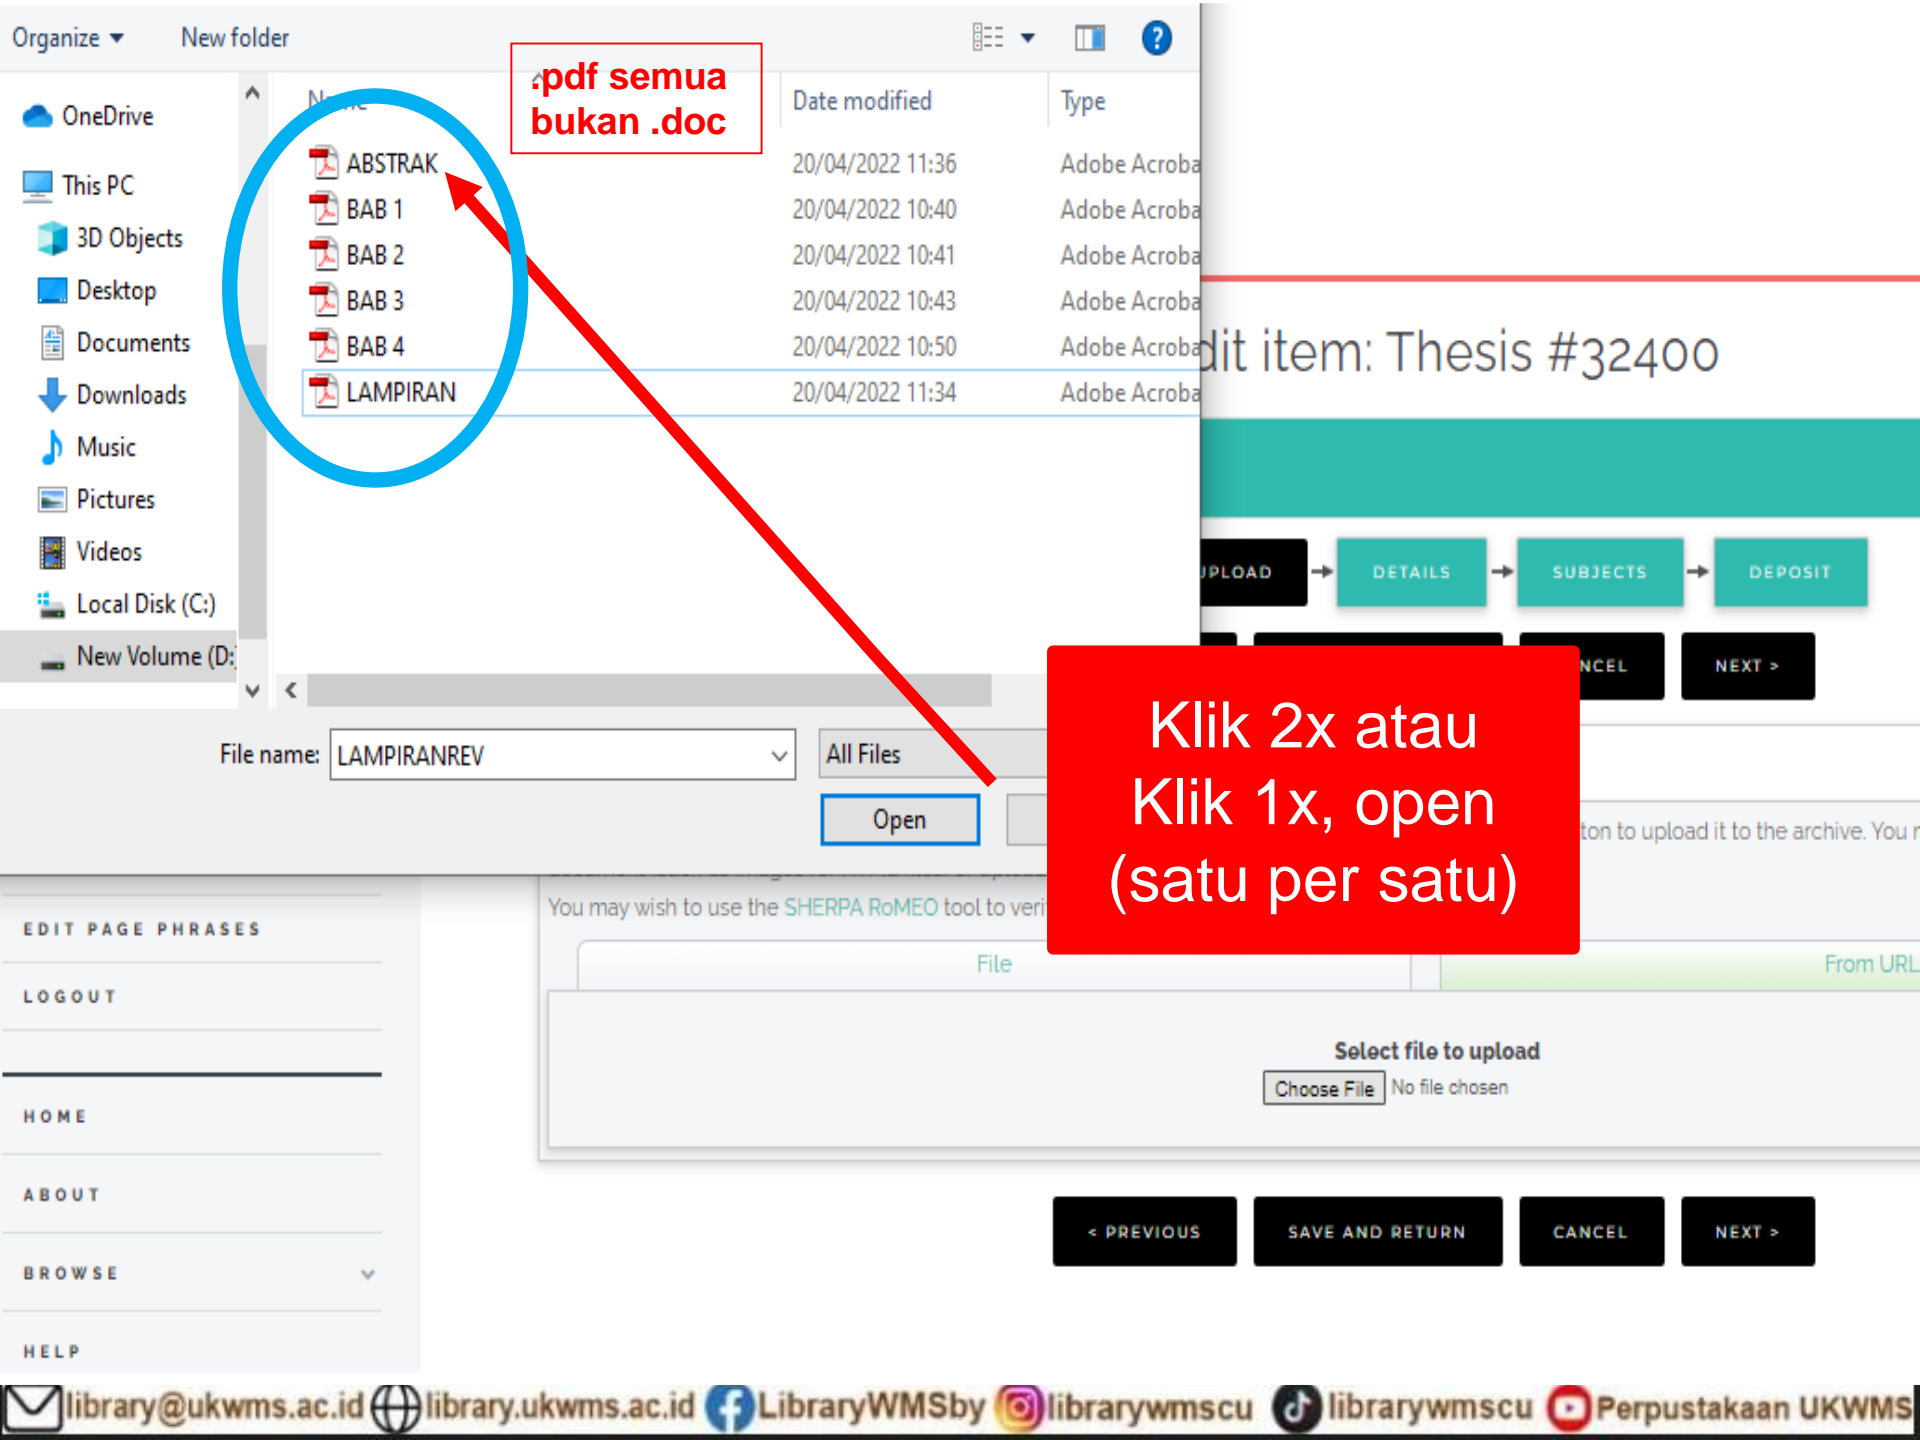 Organize New folder
.pdf semua
bukan .doc
Date modified Type
OneDrive
This PC
3D Objects
Desktop
Documents
Downloads
Music
Pictures
Videos
Local Disk (C:)
New Volume (D:)
ABSTRAK 20/04/2022 11:36 Adobe Acroba
BAB 1 20/04/2022 10:40 Adobe Acroba
BAB 2 20/04/2022 10:41 Adobe Acroba
BAB 3 20/04/2022 10:43 Adobe Acroba
BAB 4 20/04/2022 10:50 Adobe Acroba
LAMPIRAN 20/04/2022 11:34 Adobe Acroba
File name: LAMPIRANREV All Files
Open
dit item: Thesis #32400
UPLOAD DETAILS SUBJECTS DEPOSIT
NCEL NEXT >
Klik 2x atau
Klik 1x, open
(satu per satu)
ton to upload it to the archive. You
You may wish to use the SHERPA RoMEO tool to veri
File From URL
Select file to upload
Choose File No file chosen
< PREVIOUS SAVE AND RETURN CANCEL NEXT >
EDIT PAGE PHRASES
LOGOUT
HOME
ABOUT
BROWSE
HELP
library@ukwms.ac.id library.ukwms.ac.id LibraryWMSby librarywmscu librarywmscu Perpustakaan UKWMS